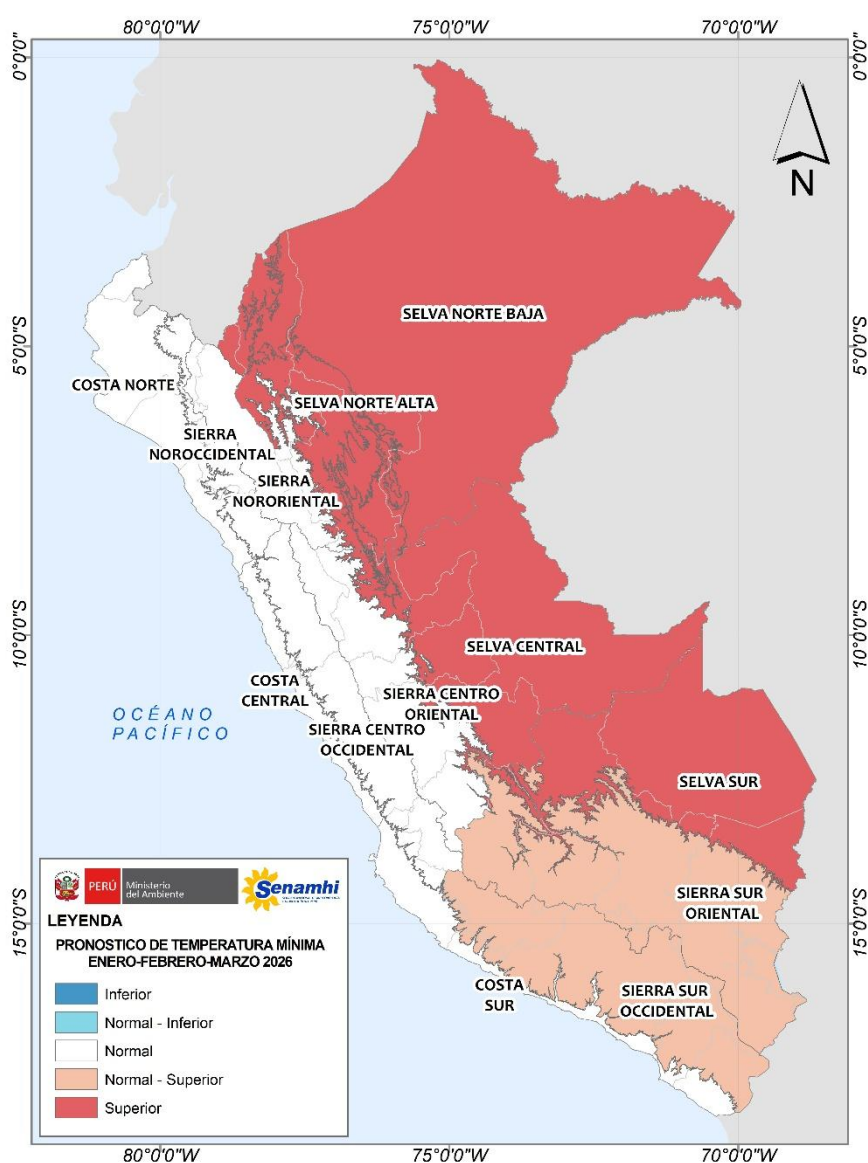 80°0'0"W
75°0'0"W
70°0'0"W
0°0'0"
0°0'0"
N
SELVA NORTE BAJA
5°0'0"S
5°0'0"S
COSTA NORTE
SELVA NORTE ALTA
SIERRA
NOROCCIDENTAL
SIERRA
NORORIENTAL
10°0'0"S
10°0'0"S
SELVA CENTRAL
COSTA
CENTRAL
SIERRA CENTRO
ORIENTAL
OCÉANO
PACÍFICO
SIERRA CENTRO
OCCIDENTAL
SELVA SUR
SIERRA SUR
ORIENTAL
15°0'0"S
15°0'0"S
COSTA
SUR
SIERRA SUR
OCCIDENTAL
PERÚ
Ministerio
del Ambiente
Senamhi
LEYENDA
PRONOSTICO DE TEMPERATURA MÍNIMA
ENERO-FEBRERO-MARZO 2026
Inferior
Normal - Inferior
Normal
Normal - Superior
Superior
80°0'0"W
75°0'0"W
70°0'0"W